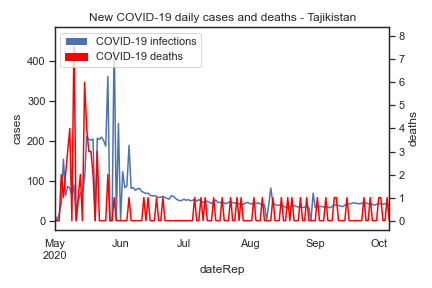 New COVID-19 daily cases and deaths - Tajikistan
COVID-19 infections
COVID-19 deaths
cases
400
300
200
100
0
deaths
8
7
6
5
4
3
2
1
0
May
2020
Jun
Jul
Aug
Sep
Oct
dateRep